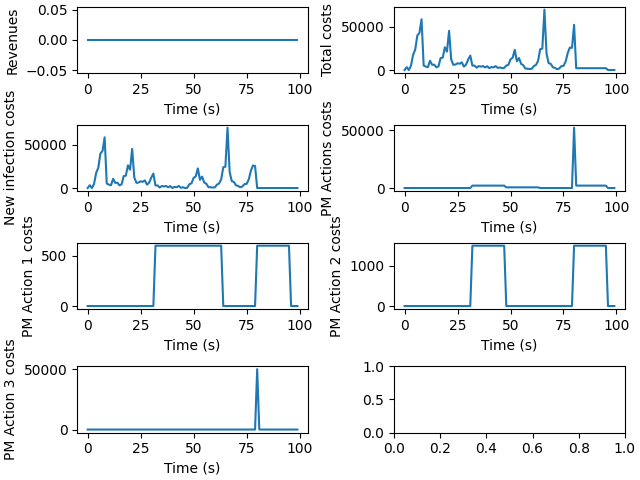 Revenues
0.05
0.00
−0.05
0 25 50 75 100
Time (s)
Total costs
50000
0
0 25 50 75 100
Time (s)
New infection costs
50000
0
0 25 50 75 100
Time (s)
PM Actions costs
50000
0
0 25 50 75 100
Time (s)
PM Action 1 costs
500
0
0 25 50 75 100
Time (s)
PM Action 2 costs
1000
0
0 25 50 75 100
Time (s)
PM Action 3 costs
50000
0
0 25 50 75 100
Time (s)
1.0
0.5
0.0
0.0 0.2 0.4 0.6 0.8 1.0